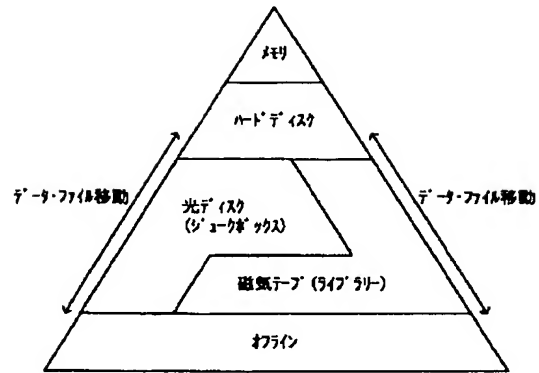 ﾒﾓﾘ
ﾊｰﾄﾞﾃﾞｨｽｸ
ﾃﾞｰﾀ･ﾌｧｲﾙ移動
ﾃﾞｰﾀ･ﾌｧｲﾙ移動
光ﾃﾞｨｽｸ
(ｼﾞｭｰｸﾎﾞｯｸｽ)
磁気ﾃｰﾌﾟ(ﾗｲﾌﾞﾗﾘｰ)
ｵﾌﾗｲﾝ